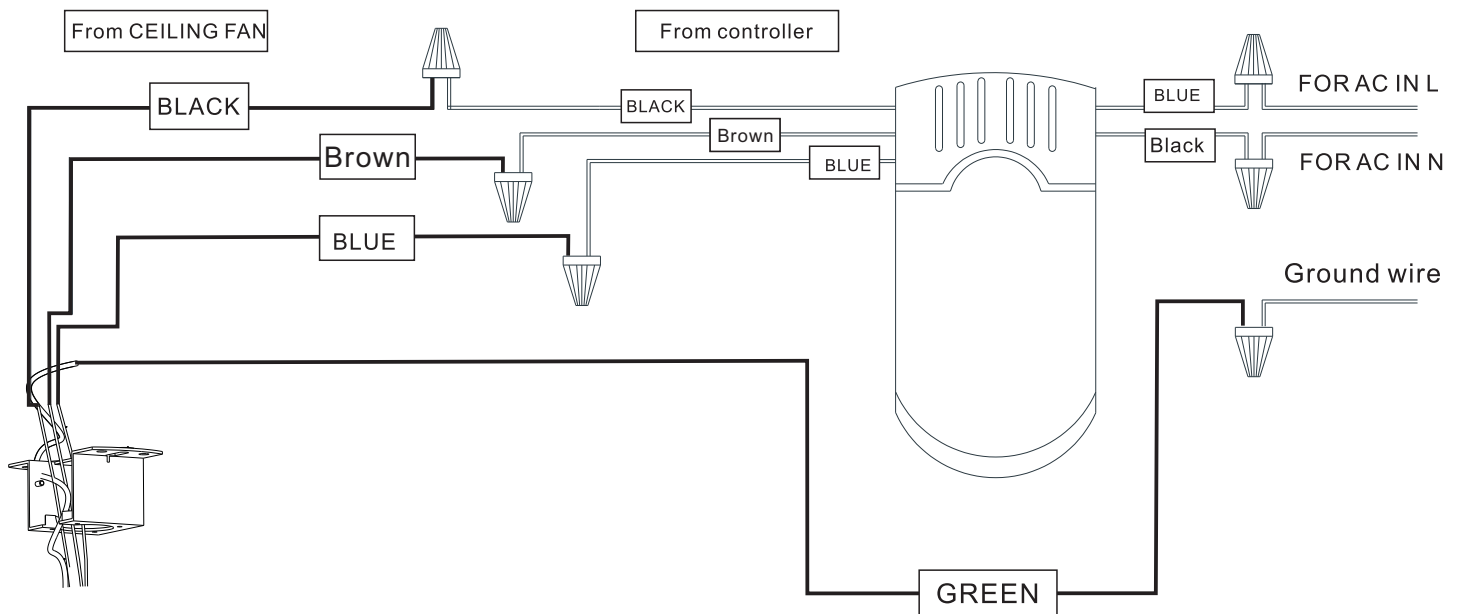 From CEILING FAN
From controller
BLACK
BLACK
BLUE
FOR AC IN L
Brown
Brown
Black
BLUE
FOR AC IN N
BLUE
Ground wire
GREEN